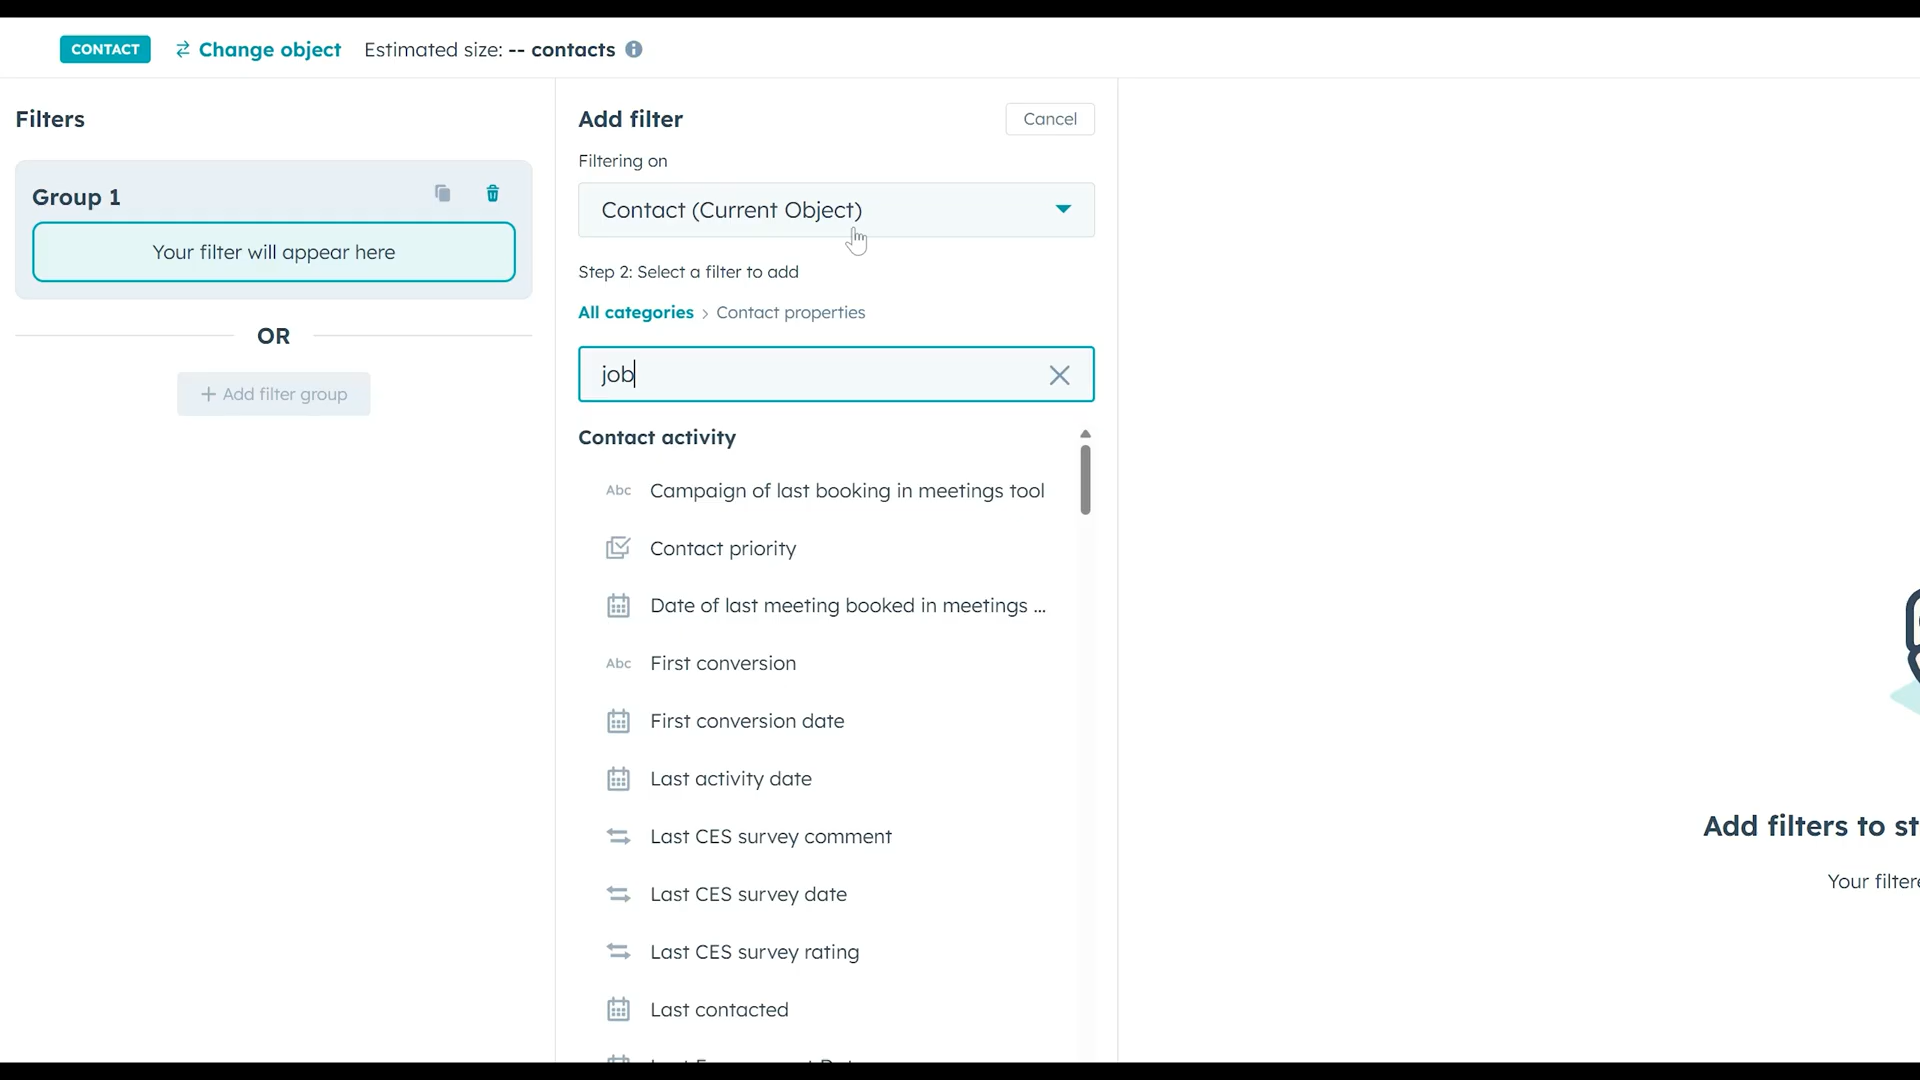 CONTACT
Change object
Estimated size: -- contacts
Filters
Group 1
Your filter will appear here
OR
+ Add filter group
Add filter
Cancel
Filtering on
Contact (Current Object)
Step 2: Select a filter to add
All categories > Contact properties
job
Contact activity
Abc Campaign of last booking in meetings tool
Contact priority
Date of last meeting booked in meetings ...
Abc First conversion
First conversion date
Last activity date
Last CES survey comment
Last CES survey date
Last CES survey rating
Last contacted
Add filters to st
Your filtere